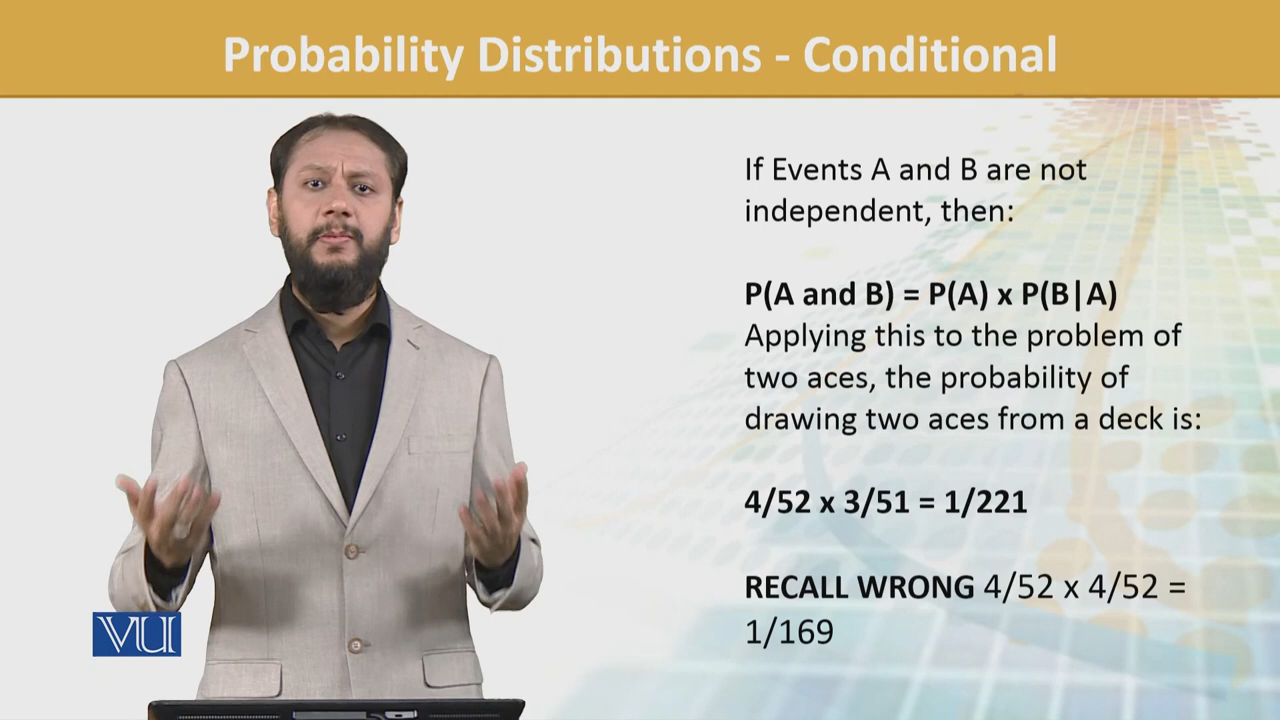 Probability Distributions - Conditional
If Events A and B are not
independent, then:
P(A and B) = P(A) x P(B|A)
Applying this to the problem of
two aces, the probability of
drawing two aces from a deck is:
4/52 x 3/51 = 1/221
RECALL WRONG 4/52 x 4/52 =
1/169
VU